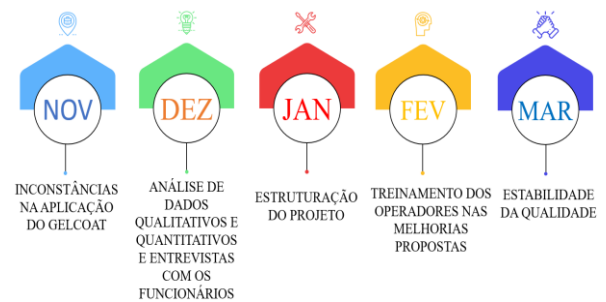 NOV
DEZ
JAN
FEV
MAR
INCONSTÂNCIAS
NA APLICAÇÃO
DO GELCOAT
ANÁLISE DE
DADOS
QUALITATIVOS E
QUANTITATIVOS
E ENTREVISTAS
COM OS
FUNCIONÁRIOS
ESTRUTURAÇÃO
DO PROJETO
TREINAMENTO DOS
OPERADORES NAS
MELHORIAS
PROPOSTAS
ESTABILIDADE
DA QUALIDADE